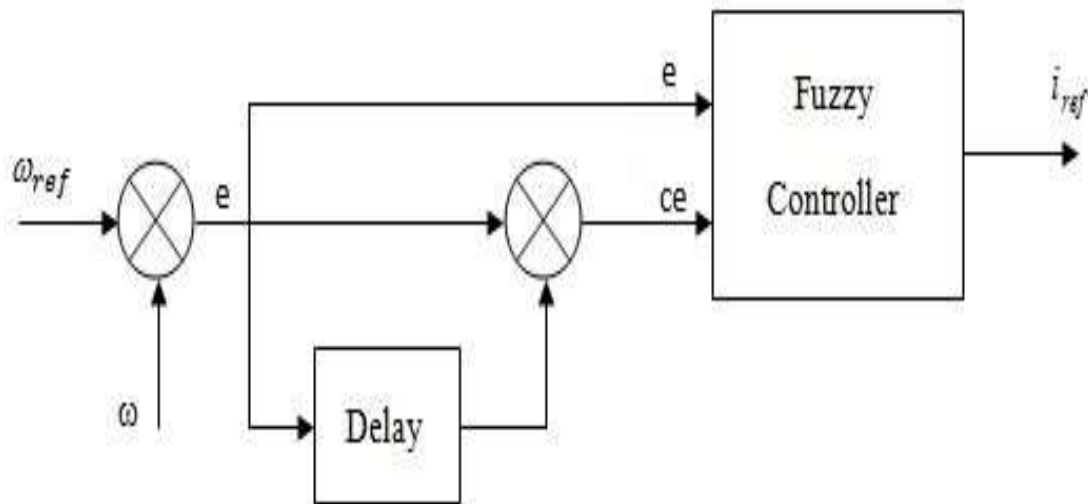 e
Fuzzy
Controller
i_ref
ω_ref
e
ce
ω
Delay